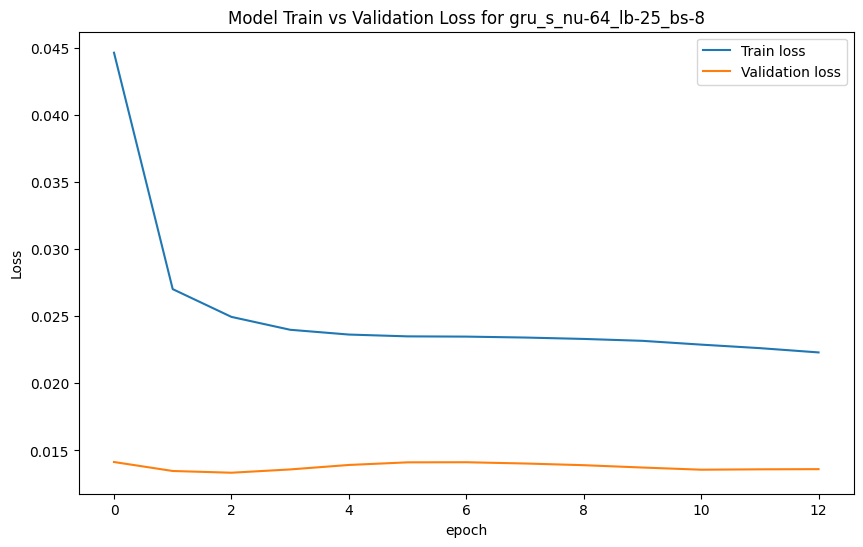 Model Train vs Validation Loss for gru_s_nu-64_lb-25_bs-8
Train loss
Validation loss
0.045
0.040
0.035
0.030
0.025
0.020
0.015
Loss
0 2 4 6 8 10 12
epoch